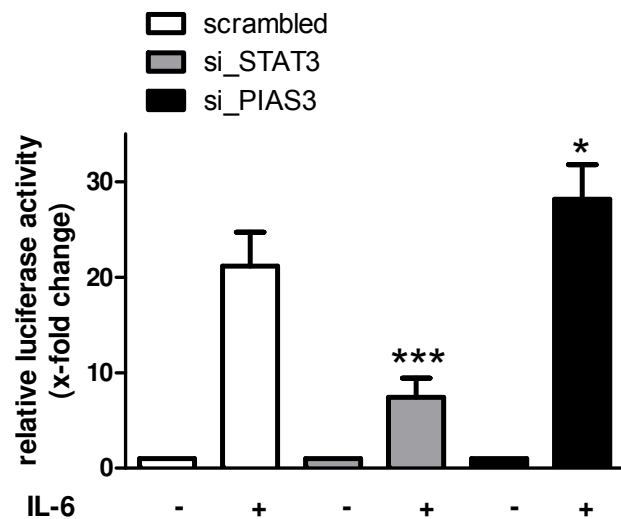 scrambled
si_STAT3
si_PIAS3
relative luciferase activity
(x-fold change)
30
20
10
0
*
***
IL-6 - + - + - +